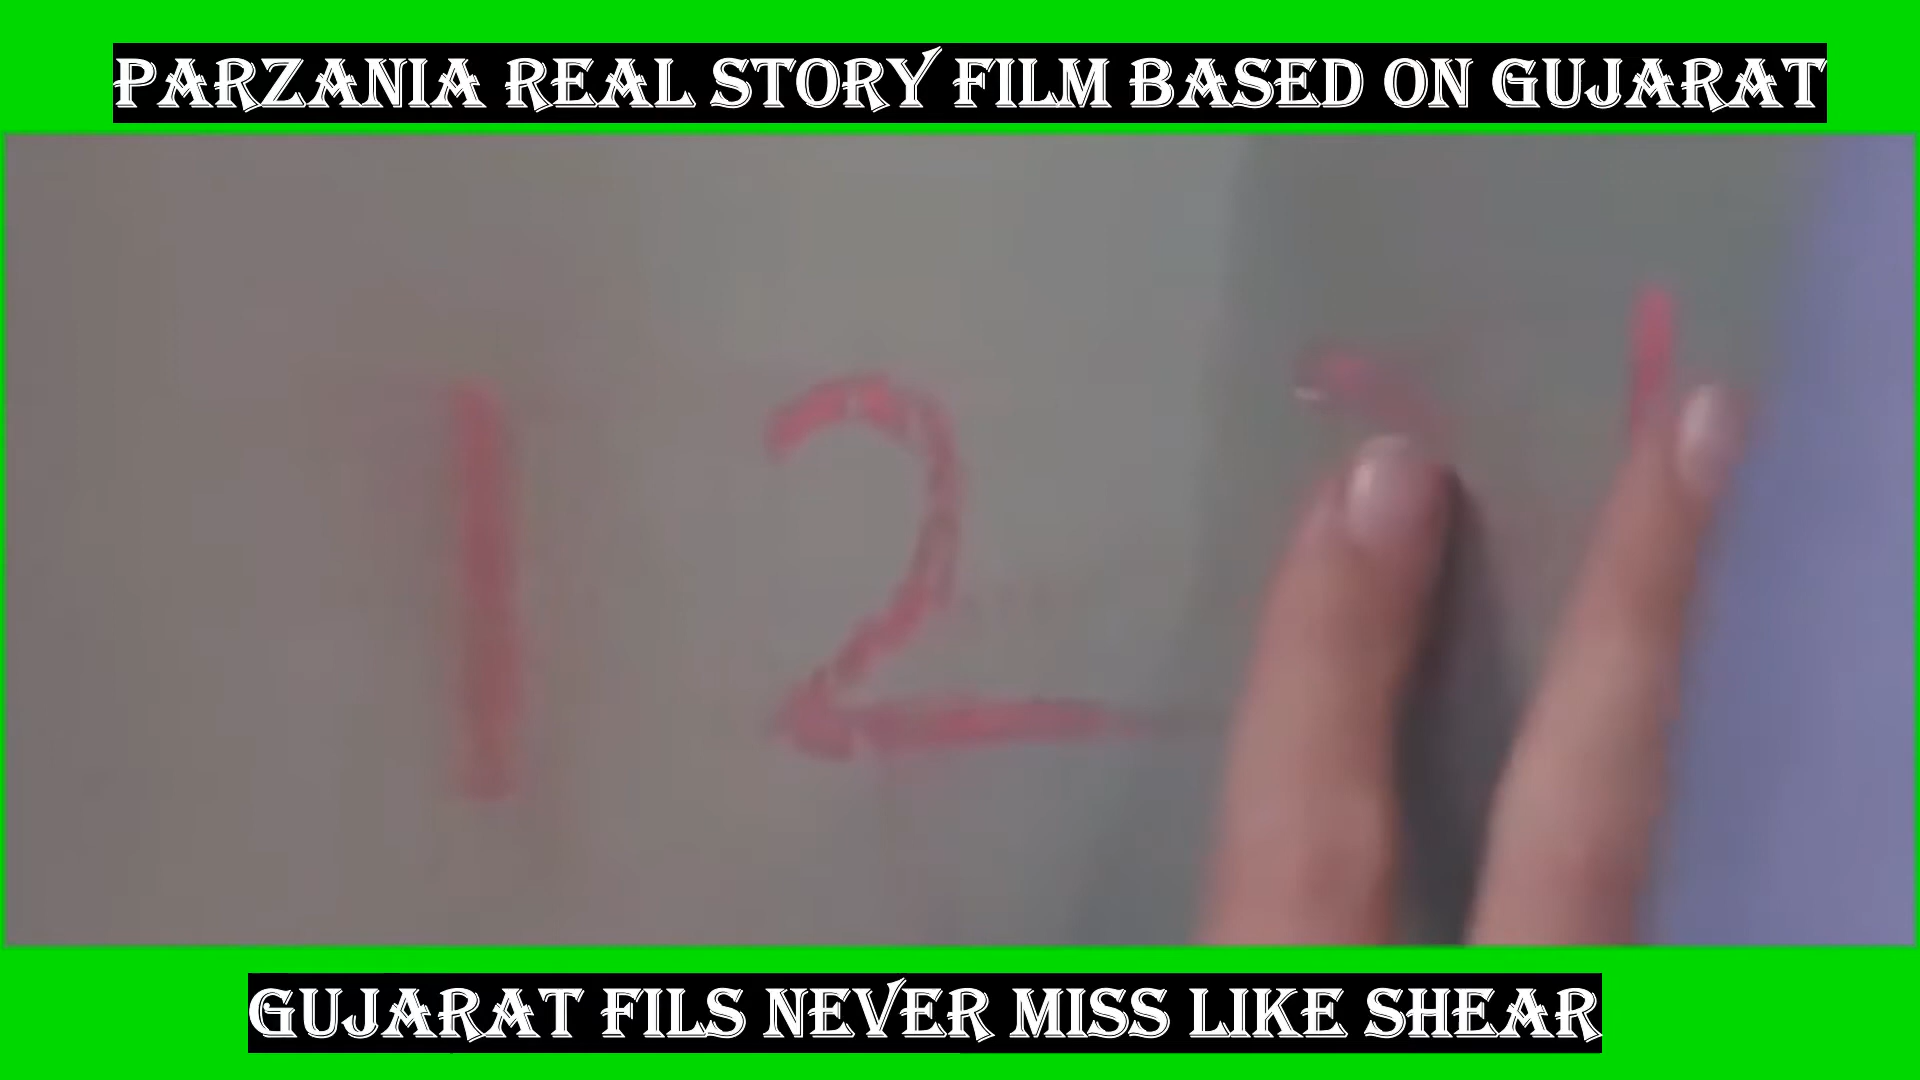 PARZANIA REAL STORY FILM BASED ON GUJARAT
12
GUJARAT FILS NEVER MISS LIKE SHEAR